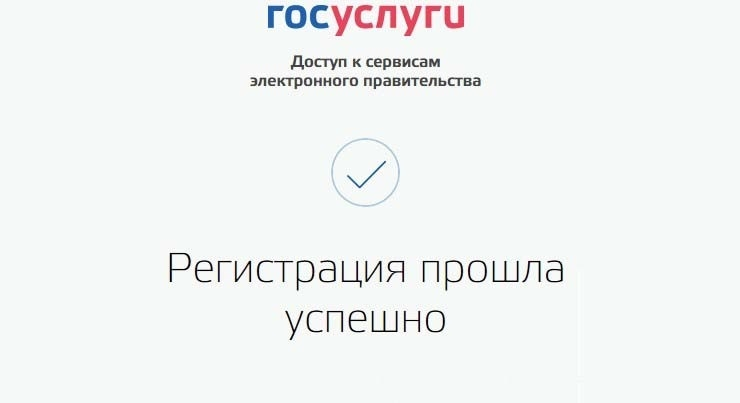 госуслуги
Доступ к сервисам
электронного правительства
Регистрация прошла
успешно